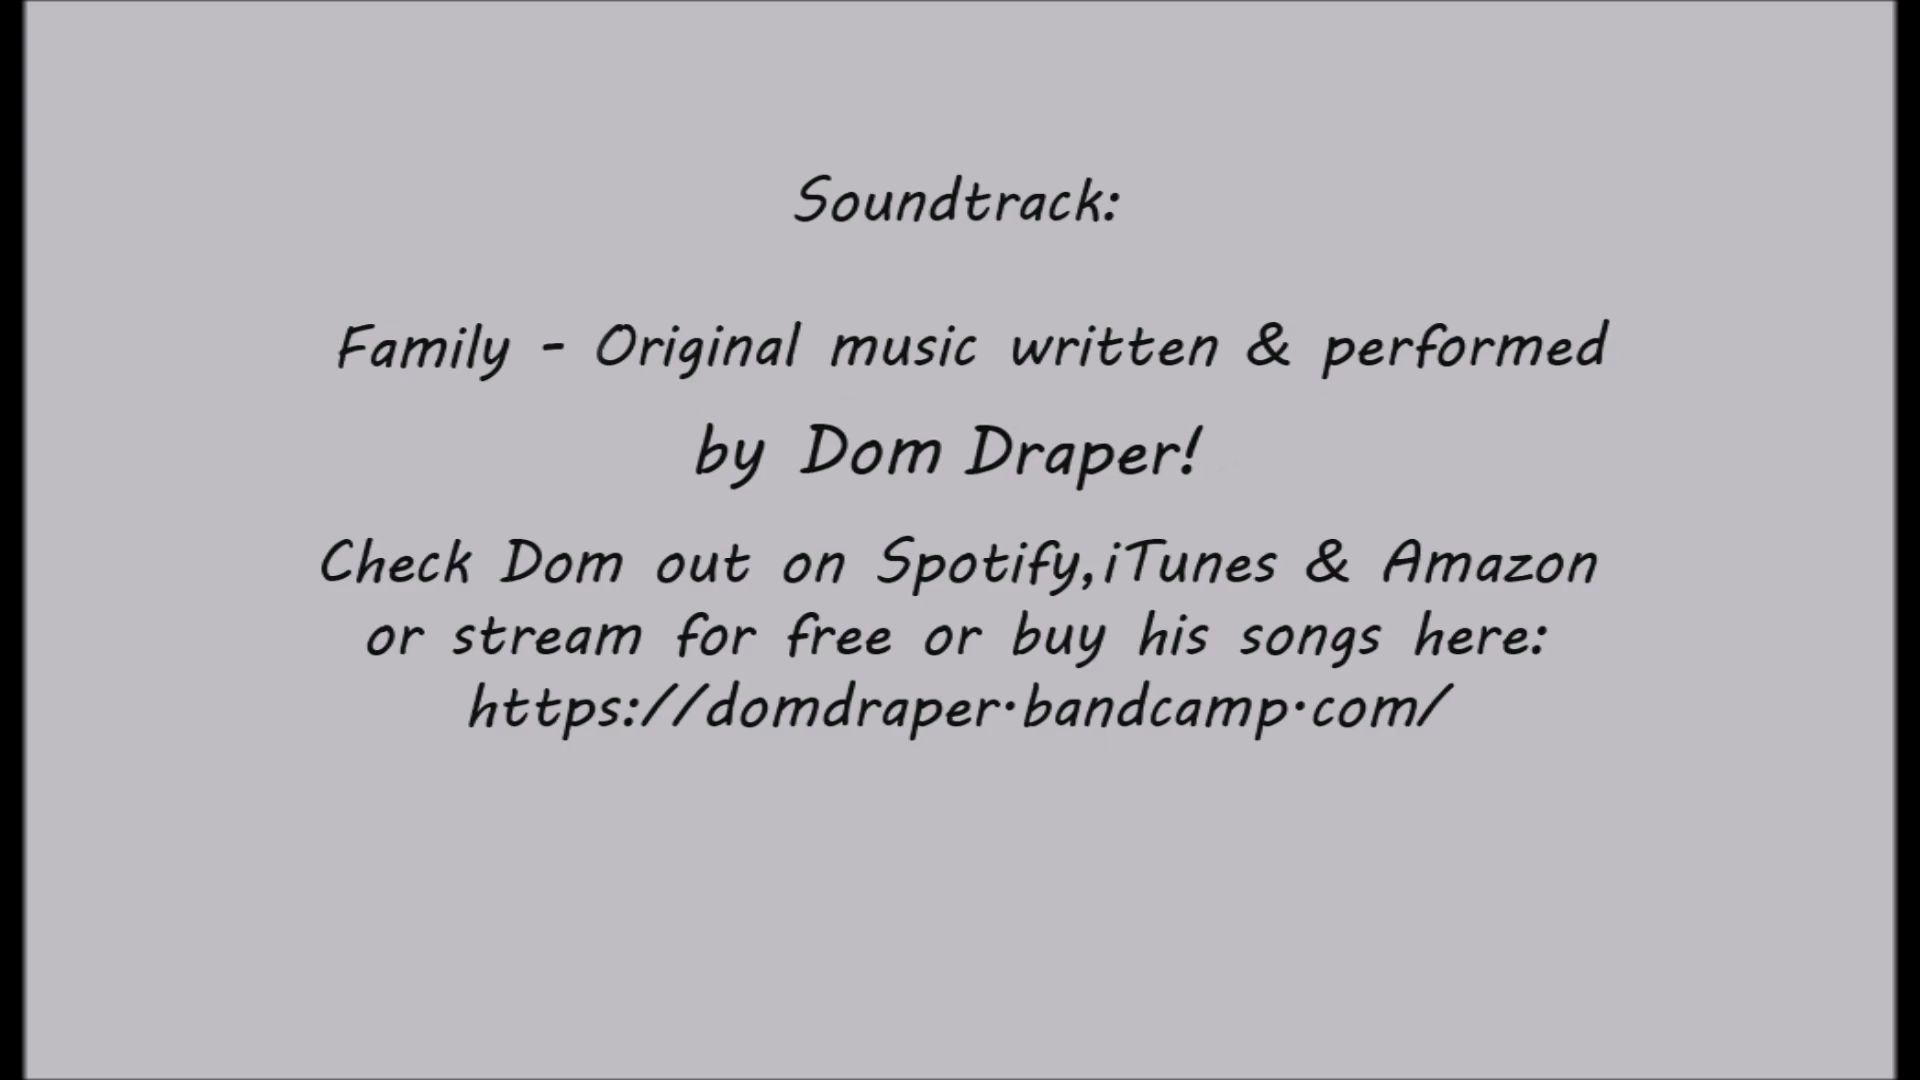 Soundtrack:
Family - Original music written & performed
by Dom Draper!
Check Dom out on Spotify,iTunes & Amazon
or stream for free or buy his songs here:
https://domdraper.bandcamp.com/